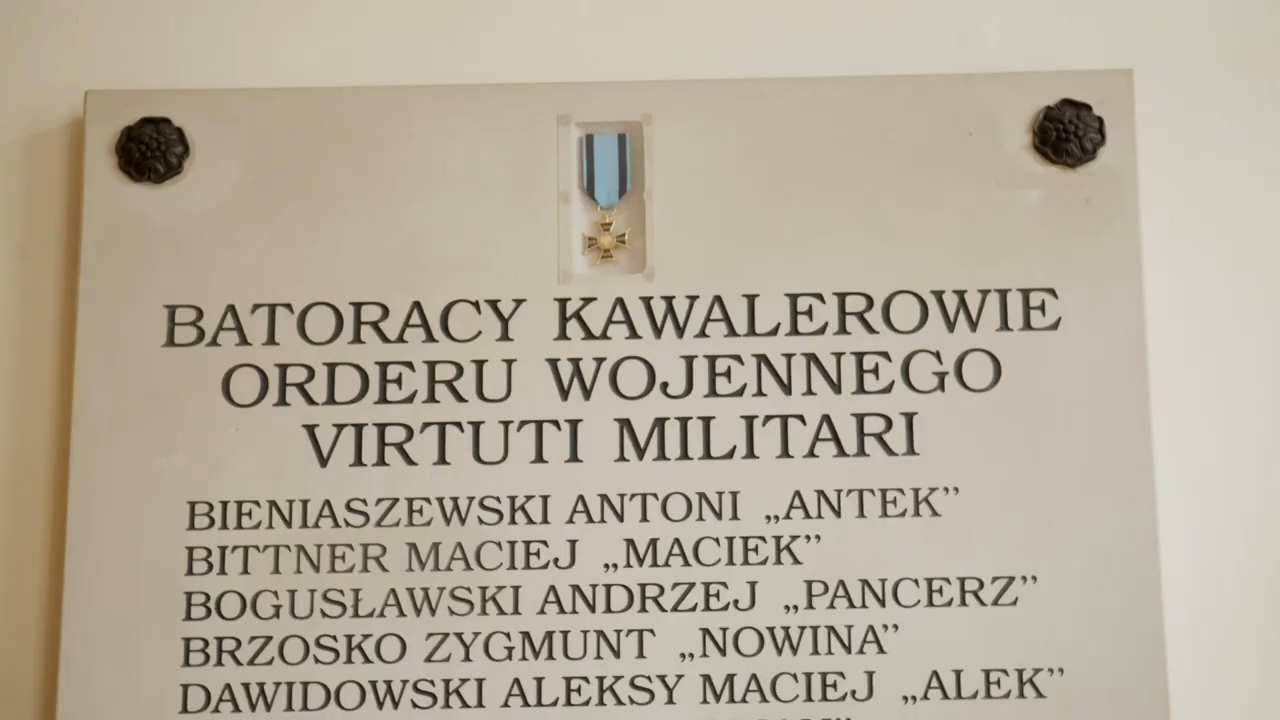 BATORACY KAWALEROWIE
ORDERU WOJENNEGO
VIRTUTI MILITARI
BIENIASZEWSKI ANTONI „ANTEK”
BITTNER MACIEJ „MACIEK”
BOGUSŁAWSKI ANDRZEJ „PANCERZ”
BRZOSKO ZYGMUNT „NOWINA”
DAWIDOWSKI ALEKSY MACIEJ „ALEK”